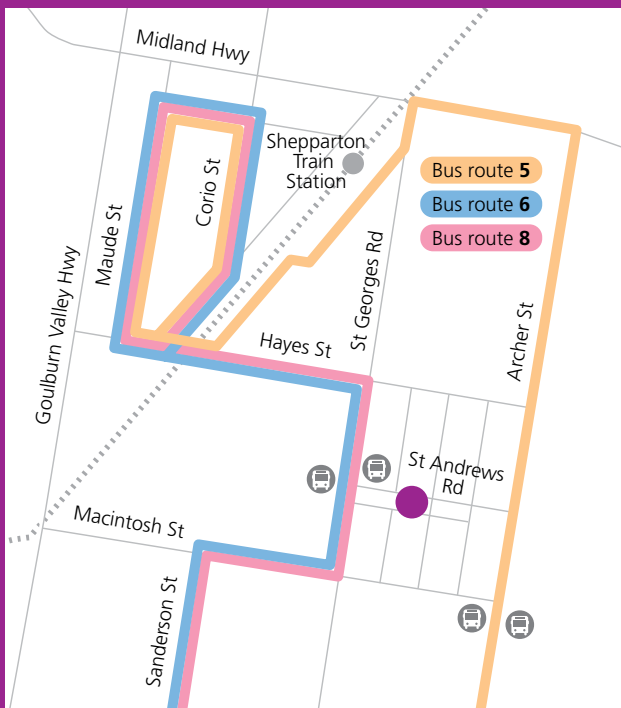 Midland Hwy
Shepparton
Train
Station
Bus route 5
Bus route 6
Bus route 8
Corio St
Maude St
St Georges Rd
Goulburn Valley Hwy
Hayes St
Archer St
St Andrews
Rd
Macintosh St
Sanderson St